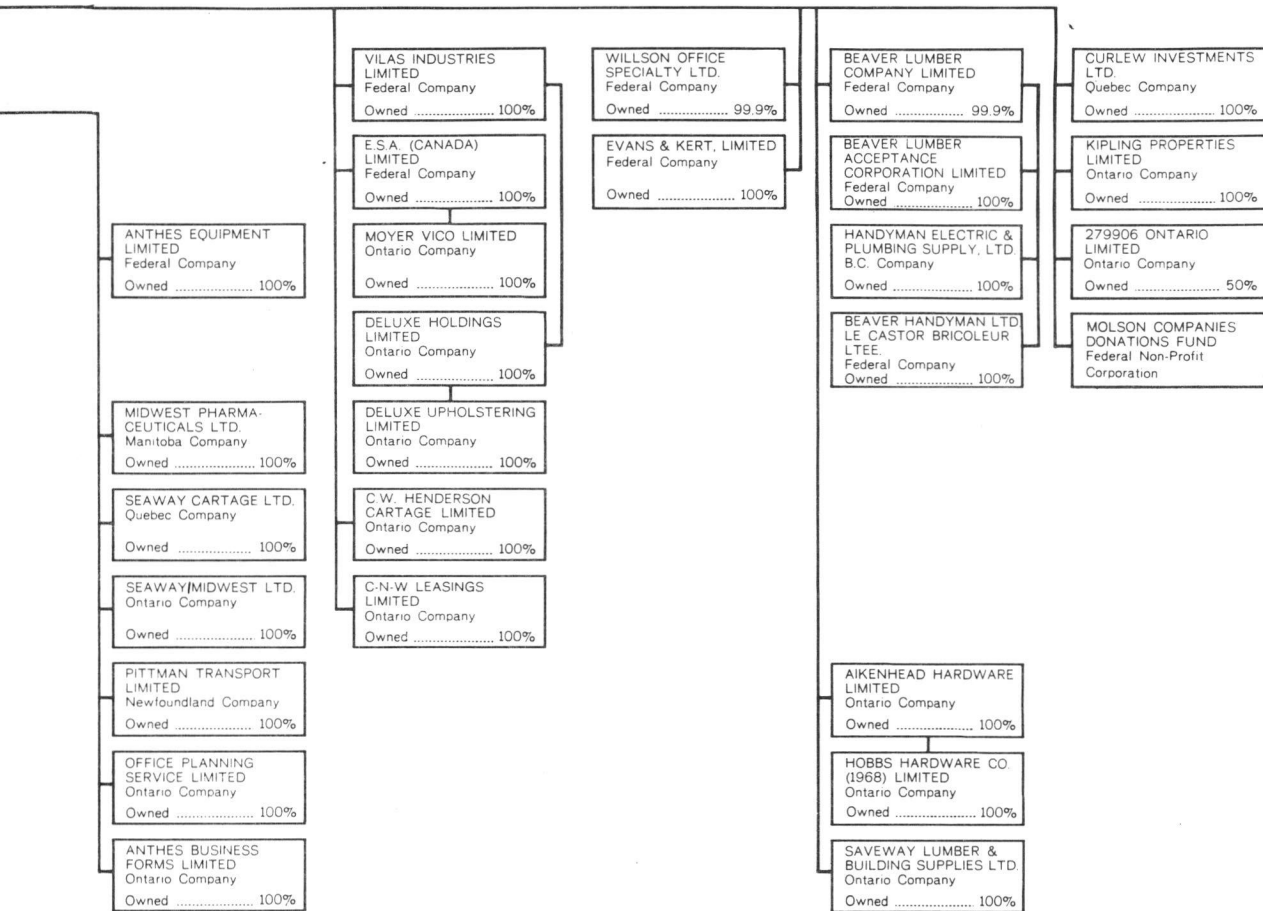 ANTHES EQUIPMENT
LIMITED
Federal Company
Owned .................... 100%
MIDWEST PHARMA-
CEUTICALS LTD.
Manitoba Company
Owned .................... 100%
SEAWAY CARTAGE LTD.
Quebec Company
Owned ................... 100%
SEAWAY/MIDWEST LTD.
Ontario Company
Owned .................... 100%
PITTMAN TRANSPORT
LIMITED
Newfoundland Company
Owned ................... 100%
OFFICE PLANNING
SERVICE LIMITED
Ontario Company
Owned .................... 100%
ANTHES BUSINESS
FORMS LIMITED
Ontario Company
Owned .................... 100%
VILAS INDUSTRIES
LIMITED
Federal Company
Owned .................... 100%
E.S.A. (CANADA)
LIMITED
Federal Company
Owned ................... 100%
MOYER VICO LIMITED
Ontario Company
Owned ................... 100%
DELUXE HOLDINGS
LIMITED
Ontario Company
Owned ................... 100%
DELUXE UPHOLSTERING
LIMITED
Ontario Company
Owned ................... 100%
C.W. HENDERSON
CARTAGE LIMITED
Ontario Company
Owned ................... 100%
C-N-W LEASINGS
LIMITED
Ontario Company
Owned .................... 100%
WILLSON OFFICE
SPECIALTY LTD.
Federal Company
Owned .................. 99.9%
EVANS & KERT, LIMITED
Federal Company
Owned ................... 100%
BEAVER LUMBER
COMPANY LIMITED
Federal Company
Owned ................. 99.9%
BEAVER LUMBER
ACCEPTANCE
CORPORATION LIMITED
Federal Company
Owned ................... 100%
HANDYMAN ELECTRIC &
PLUMBING SUPPLY, LTD.
B.C. Company
Owned ................... 100%
BEAVER HANDYMAN LTD
LE CASTOR BRICOLEUR
LTEE.
Federal Company
Owned ................... 100%
AIKENHEAD HARDWARE
LIMITED
Ontario Company
Owned ................... 100%
HOBBS HARDWARE CO.
(1968) LIMITED
Ontario Company
Owned .................... 100%
SAVEWAY LUMBER &
BUILDING SUPPLIES LTD.
Ontario Company
Owned .................... 100%
CURLEW INVESTMENTS
LTD.
Quebec Company
Owned .................... 100%
KIPLING PROPERTIES
LIMITED
Ontario Company
Owned ................... 100%
279906 ONTARIO
LIMITED
Ontario Company
Owned ..................... 50%
MOLSON COMPANIES
DONATIONS FUND
Federal Non-Profit
Corporation